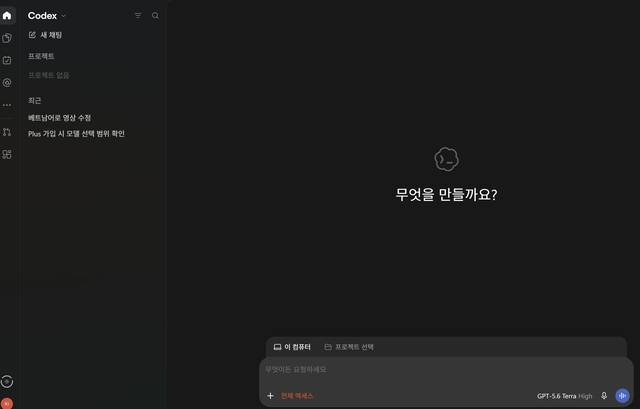 Codex
새 채팅
프로젝트
프로젝트 없음
최근
베트남어로 영상 수정
Plus 가입 시 모델 선택 범위 확인
무엇을 만들까요?
이 컴퓨터
프로젝트 선택
무엇이든 요청하세요
전체 액세스
GPT-5.6 Terra High